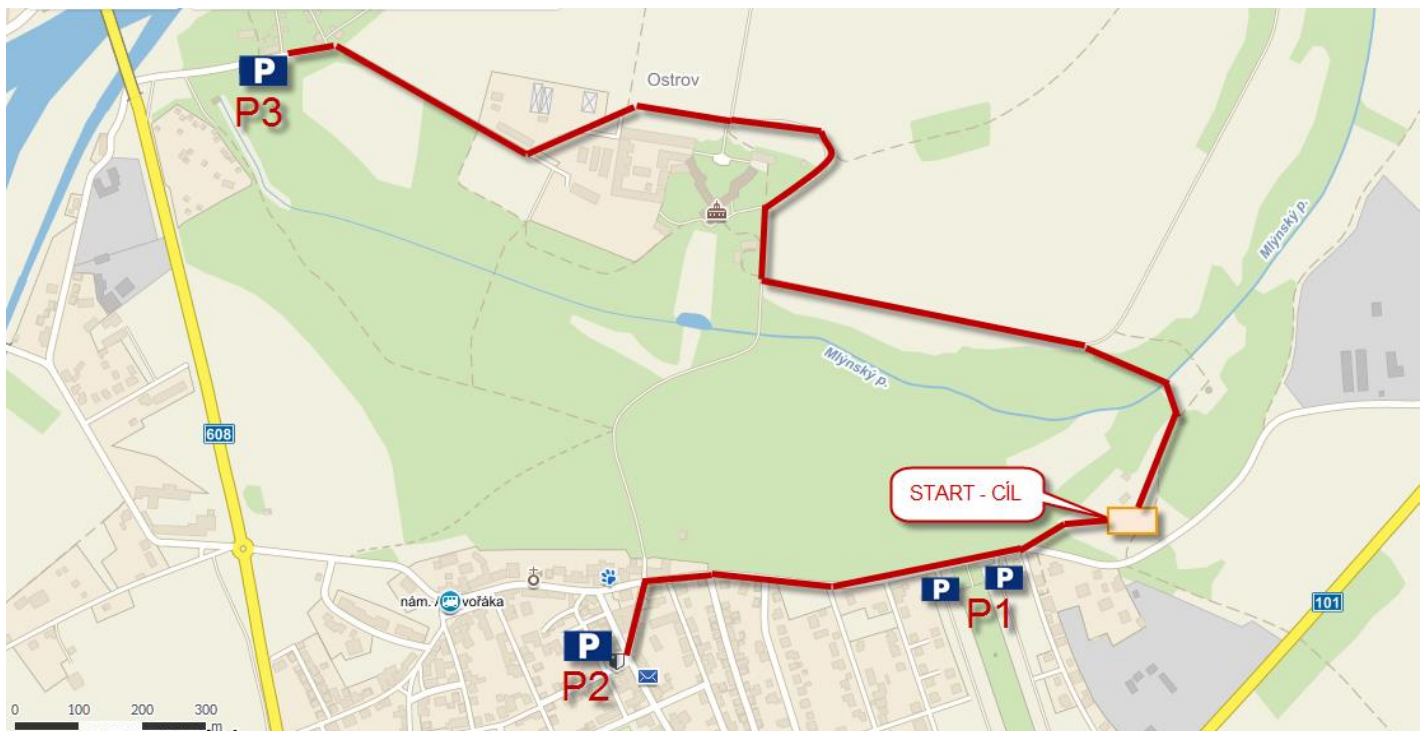 P
P3
Ostrov
Mlýnský p.
Mlýnský p.
608
START - CÍL
P
P
P1
101
nám. A
vořáka
P
P2
0 100 200 300
m